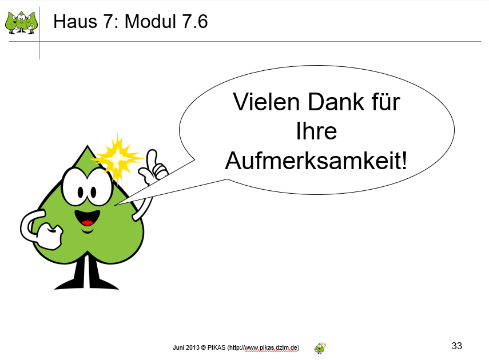 Haus 7: Modul 7.6
Vielen Dank für
Ihre
Aufmerksamkeit!
Juni 2013 © PIKAS (http://www.pikas.dzlm.de)
33